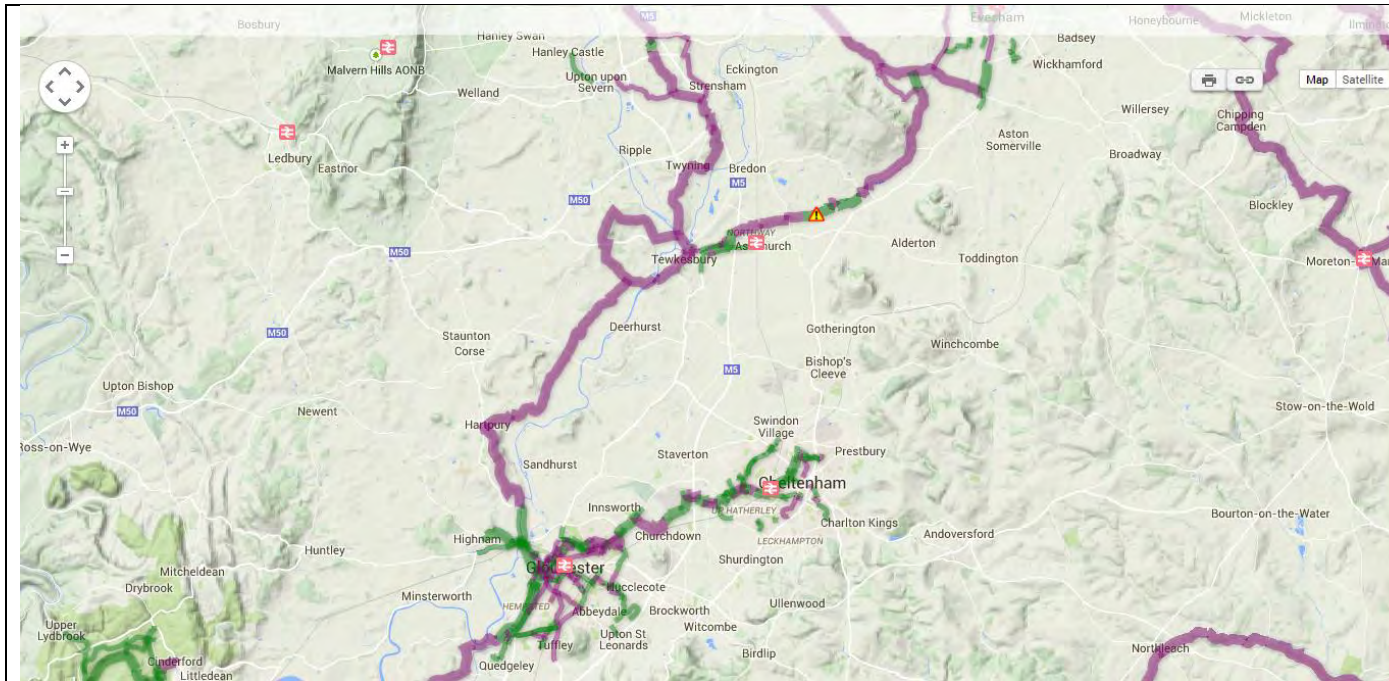 Bosbury
M5
Evesham
Honeybourne
Mickleton
Hanley Swan
Badsey
Malvern Hills AONB
Hanley Castle
Upton upon
Severn
Eckington
Strensham
Wickhamford
Map
Satellite
Welland
Willersey
Chipping
Campden
Ledbury
Eastnor
Ripple
Twyning
Bredon
Aston
Somerville
Broadway
M5
M50
Blockley
NORTHWAY
Tewkesbury
Alderton
Toddington
M50
M50
Deerhurst
Staunton
Corse
Gotherington
Winchcombe
Bishop's
Cleeve
M5
Upton Bishop
M50
Newent
Stow-on-the-Wold
Hartpury
Swindon
Village
Ross-on-Wye
Sandhurst
Staverton
Prestbury
Cheltenham
Innsworth
UP HATHERLEY
Charlton Kings
Bourton-on-the-Water
Highnam
Churchdown
LECKHAMPTON
Andoversford
Huntley
Shurdington
Mitcheldean
Gloucester
Drybrook
Minsterworth
Hucclecote
HEMPSTED
Abbeydale
Brockworth
Ullenwood
Upper
Lydbrook
Witcombe
Tuffley
Upton St
Leonards
Birdlip
Northleach
Cinderford
Quedgeley
Littledean